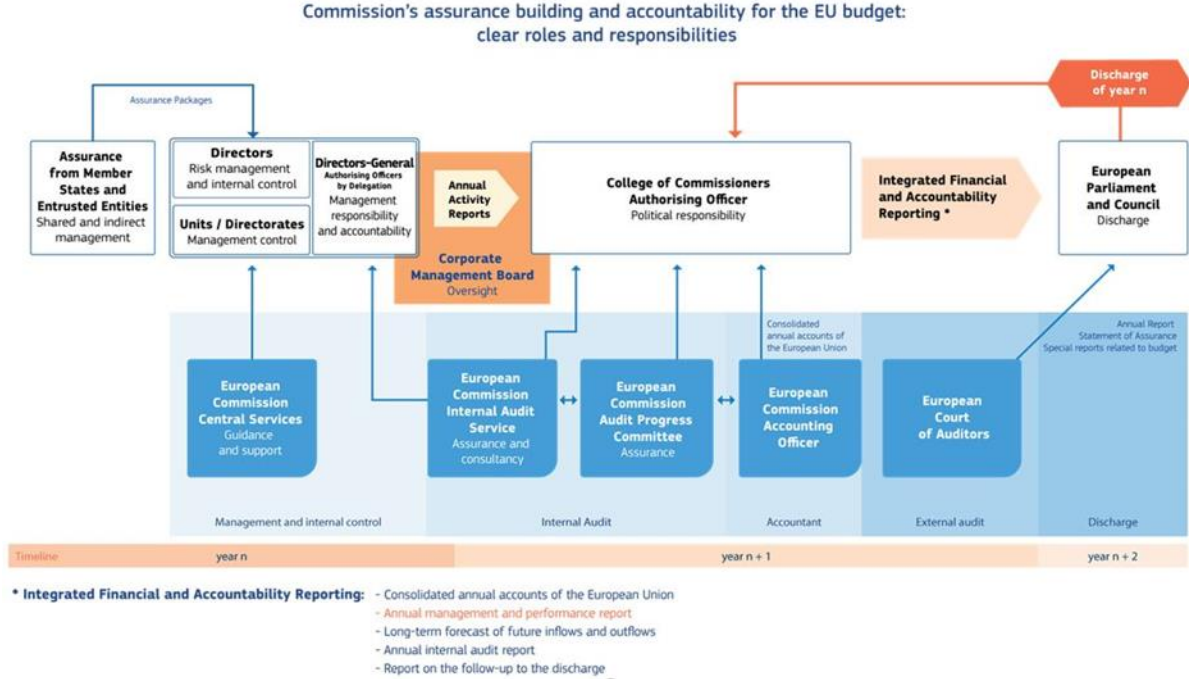 Commission's assurance building and accountability for the EU budget:
clear roles and responsibilities
Discharge
of year n
Assurance Packages
Assurance
from Member
States and
Entrusted Entities
Shared and indirect
management
Directors
Risk management
and internal control
Units / Directorates
Management control
Directors-General
Authorising Officers
by Delegation
Management
responsibility
and accountability
Annual
Activity
Reports
Corporate
Management Board
Oversight
College of Commissioners
Authorising Officer
Political responsibility
Integrated Financial
and Accountability
Reporting *
European
Parliament
and Council
Discharge
Consolidated
annual accounts of
the European Union
Annual Report
Statement of Assurance
Special reports related to budget
European
Commission
Central Services
Guidance
and support
European
Commission
Internal Audit
Service
Assurance and
consultancy
European
Commission
Audit Progress
Committee
Assurance
European
Commission
Accounting
Officer
European
Court
of Auditors
Management and internal control
Internal Audit
Accountant
External audit
Discharge
Timeline
year n
year n + 1
year n + 2
* Integrated Financial and Accountability Reporting:
- Consolidated annual accounts of the European Union
- Annual management and performance report
- Long-term forecast of future inflows and outflows
- Annual internal audit report
- Report on the follow-up to the discharge